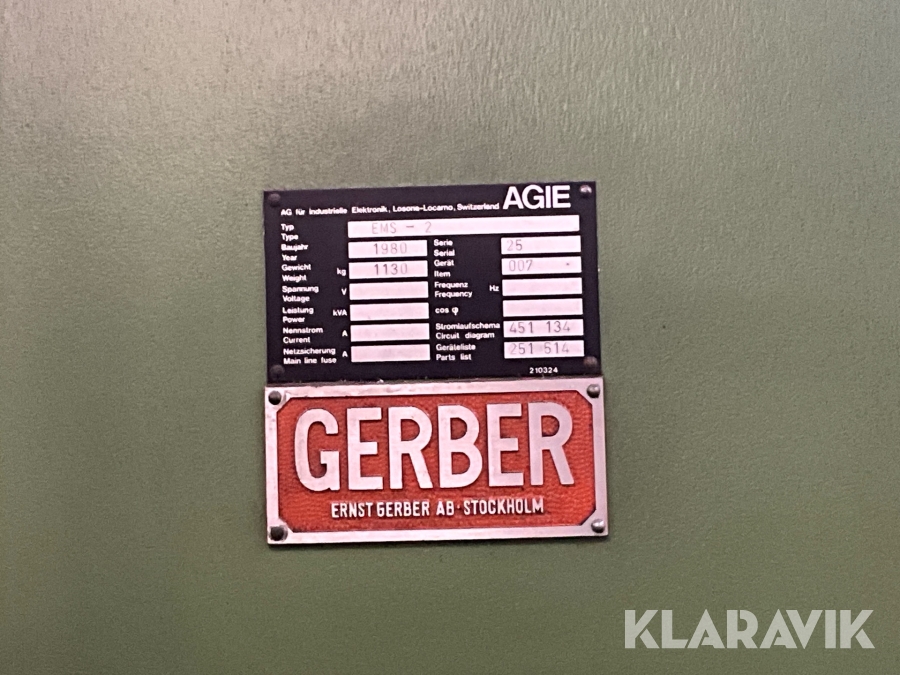 AGIE
AG für industrielle Elektronik, Losone-Locarno, Switzerland
Typ
Type
EMS - 2
Baujahr
Year
1980
Serie
Serial
25
Gewicht
Weight
kg
1130
Gerät
Item
007
Spannung
Voltage
V
Frequenz
Frequency
Hz
Leistung
Power
kVA
cos φ
Nennstrom
Current
A
Stromlaufschema
Circuit diagram
451 134
Netzsicherung
Main line fuse
A
Geräteliste
Parts list
251 514
210324
GERBER
ERNST GERBER AB·STOCKHOLM
KLARAVIK